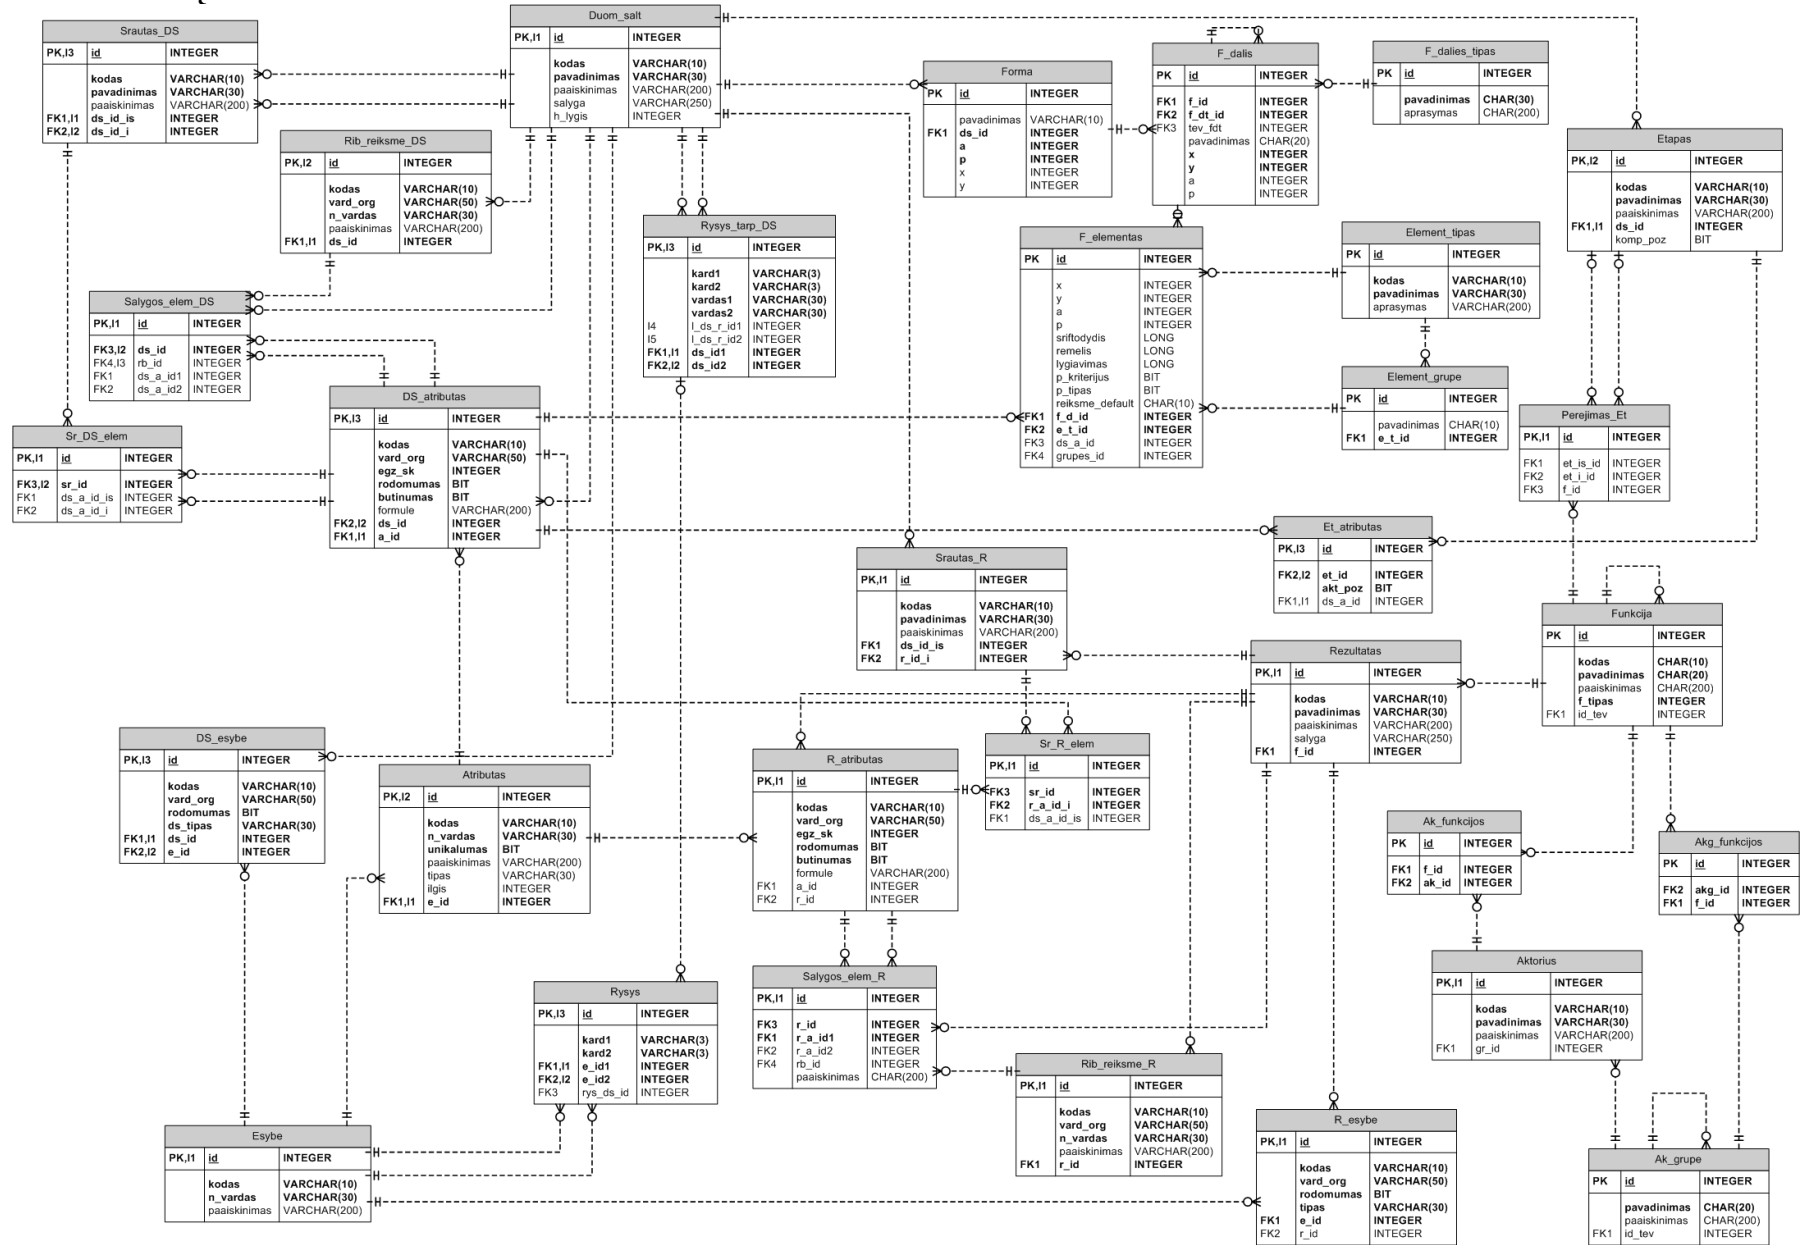 Srautas_DS
PK,I3 id INTEGER
kodas VARCHAR(10)
pavadinimas VARCHAR(30)
paaiskinimas VARCHAR(200)
FK1,I1 ds_id_is INTEGER
FK2,I2 ds_id_i INTEGER
Duom_salt
PK,I1 id INTEGER
kodas VARCHAR(10)
pavadinimas VARCHAR(30)
paaiskinimas VARCHAR(200)
salyga VARCHAR(250)
h_lygis INTEGER
Forma
PK id INTEGER
pavadinimas VARCHAR(10)
FK1 ds_id INTEGER
a INTEGER
p INTEGER
x INTEGER
y INTEGER
F_dalis
PK id INTEGER
FK1 f_id INTEGER
FK2 f_dt_id INTEGER
FK3 tev_fdt INTEGER
pavadinimas CHAR(20)
x INTEGER
y INTEGER
a INTEGER
p INTEGER
F_dalies_tipas
PK id INTEGER
pavadinimas CHAR(30)
aprasymas CHAR(200)
Etapas
PK,I2 id INTEGER
kodas VARCHAR(10)
pavadinimas VARCHAR(30)
paaiskinimas VARCHAR(200)
FK1,I1 ds_id INTEGER
komp_poz BIT
Rib_reiksme_DS
PK,I2 id INTEGER
kodas VARCHAR(10)
vard_org VARCHAR(50)
n_vardas VARCHAR(30)
paaiskinimas VARCHAR(200)
FK1,I1 ds_id INTEGER
Rysys_tarp_DS
PK,I3 id INTEGER
kard1 VARCHAR(3)
kard2 VARCHAR(3)
vardas1 VARCHAR(30)
vardas2 VARCHAR(30)
I4 l_ds_r_id1 INTEGER
I5 l_ds_r_id2 INTEGER
FK1,I1 ds_id1 INTEGER
FK2,I2 ds_id2 INTEGER
F_elementas
PK id INTEGER
x INTEGER
y INTEGER
a INTEGER
p INTEGER
sriftodydis LONG
remelis LONG
lygiavimas LONG
p_kriterijus BIT
p_tipas BIT
reiksme_default CHAR(10)
FK1 f_d_id INTEGER
FK2 e_t_id INTEGER
FK3 ds_a_id INTEGER
FK4 grupes_id INTEGER
Element_tipas
PK id INTEGER
kodas VARCHAR(10)
pavadinimas VARCHAR(30)
aprasymas VARCHAR(200)
Salygos_elem_DS
PK,I1 id INTEGER
FK3,I2 ds_id INTEGER
FK4,I3 rb_id INTEGER
FK1 ds_a_id1 INTEGER
FK2 ds_a_id2 INTEGER
Element_grupe
PK id INTEGER
pavadinimas CHAR(10)
FK1 e_t_id INTEGER
DS_atributas
PK,I3 id INTEGER
kodas VARCHAR(10)
vard_org VARCHAR(50)
egz_sk INTEGER
rodomumas BIT
butinumas BIT
formule VARCHAR(200)
FK2,I2 ds_id INTEGER
FK1,I1 a_id INTEGER
Perejimas_Et
PK,I1 id INTEGER
FK1 et_is_id INTEGER
FK2 et_i_id INTEGER
FK3 f_id INTEGER
Sr_DS_elem
PK,I1 id INTEGER
FK3,I2 sr_id INTEGER
FK1 ds_a_id_is INTEGER
FK2 ds_a_id_i INTEGER
Et_atributas
PK,I3 id INTEGER
FK2,I2 et_id INTEGER
akt_poz BIT
FK1,I1 ds_a_id INTEGER
Srautas_R
PK,I1 id INTEGER
kodas VARCHAR(10)
pavadinimas VARCHAR(30)
paaiskinimas VARCHAR(200)
FK1 ds_id_is INTEGER
FK2 r_id_i INTEGER
Funkcija
PK id INTEGER
kodas CHAR(10)
pavadinimas CHAR(20)
paaiskinimas CHAR(200)
f_tipas INTEGER
FK1 id_tev INTEGER
Rezultatas
PK,I1 id INTEGER
kodas VARCHAR(10)
pavadinimas VARCHAR(30)
paaiskinimas VARCHAR(200)
salyga VARCHAR(250)
FK1 f_id INTEGER
DS_esybe
PK,I3 id INTEGER
kodas VARCHAR(10)
vard_org VARCHAR(50)
rodomumas BIT
ds_tipas VARCHAR(30)
FK1,I1 ds_id INTEGER
FK2,I2 e_id INTEGER
Atributas
PK,I2 id INTEGER
kodas VARCHAR(10)
n_vardas VARCHAR(30)
unikalumas BIT
paaiskinimas VARCHAR(200)
tipas VARCHAR(30)
ilgis INTEGER
FK1,I1 e_id INTEGER
R_atributas
PK,I1 id INTEGER
kodas VARCHAR(10)
vard_org VARCHAR(50)
egz_sk INTEGER
rodomumas BIT
butinumas BIT
formule VARCHAR(200)
FK1 a_id INTEGER
FK2 r_id INTEGER
Sr_R_elem
PK,I1 id INTEGER
FK3 sr_id INTEGER
FK2 r_a_id_i INTEGER
FK1 ds_a_id_is INTEGER
Ak_funkcijos
PK id INTEGER
FK1 f_id INTEGER
FK2 ak_id INTEGER
Akg_funkcijos
PK id INTEGER
FK2 akg_id INTEGER
FK1 f_id INTEGER
Aktorius
PK,I1 id INTEGER
kodas VARCHAR(10)
pavadinimas VARCHAR(30)
paaiskinimas VARCHAR(200)
FK1 gr_id INTEGER
Salygos_elem_R
PK,I1 id INTEGER
FK3 r_id INTEGER
FK1 r_a_id1 INTEGER
FK2 r_a_id2 INTEGER
FK4 rb_id INTEGER
paaiskinimas CHAR(200)
Rysys
PK,I3 id INTEGER
kard1 VARCHAR(3)
kard2 VARCHAR(3)
FK1,I1 e_id1 INTEGER
FK2,I2 e_id2 INTEGER
FK3 rys_ds_id INTEGER
Rib_reiksme_R
PK,I1 id INTEGER
kodas VARCHAR(10)
vard_org VARCHAR(50)
n_vardas VARCHAR(30)
paaiskinimas VARCHAR(200)
FK1 r_id INTEGER
Esybe
PK,I1 id INTEGER
kodas VARCHAR(10)
n_vardas VARCHAR(30)
paaiskinimas VARCHAR(200)
R_esybe
PK,I1 id INTEGER
kodas VARCHAR(10)
vard_org VARCHAR(50)
rodomumas BIT
tipas VARCHAR(30)
FK1 e_id INTEGER
FK2 r_id INTEGER
Ak_grupe
PK id INTEGER
pavadinimas CHAR(20)
paaiskinimas CHAR(200)
FK1 id_tev INTEGER